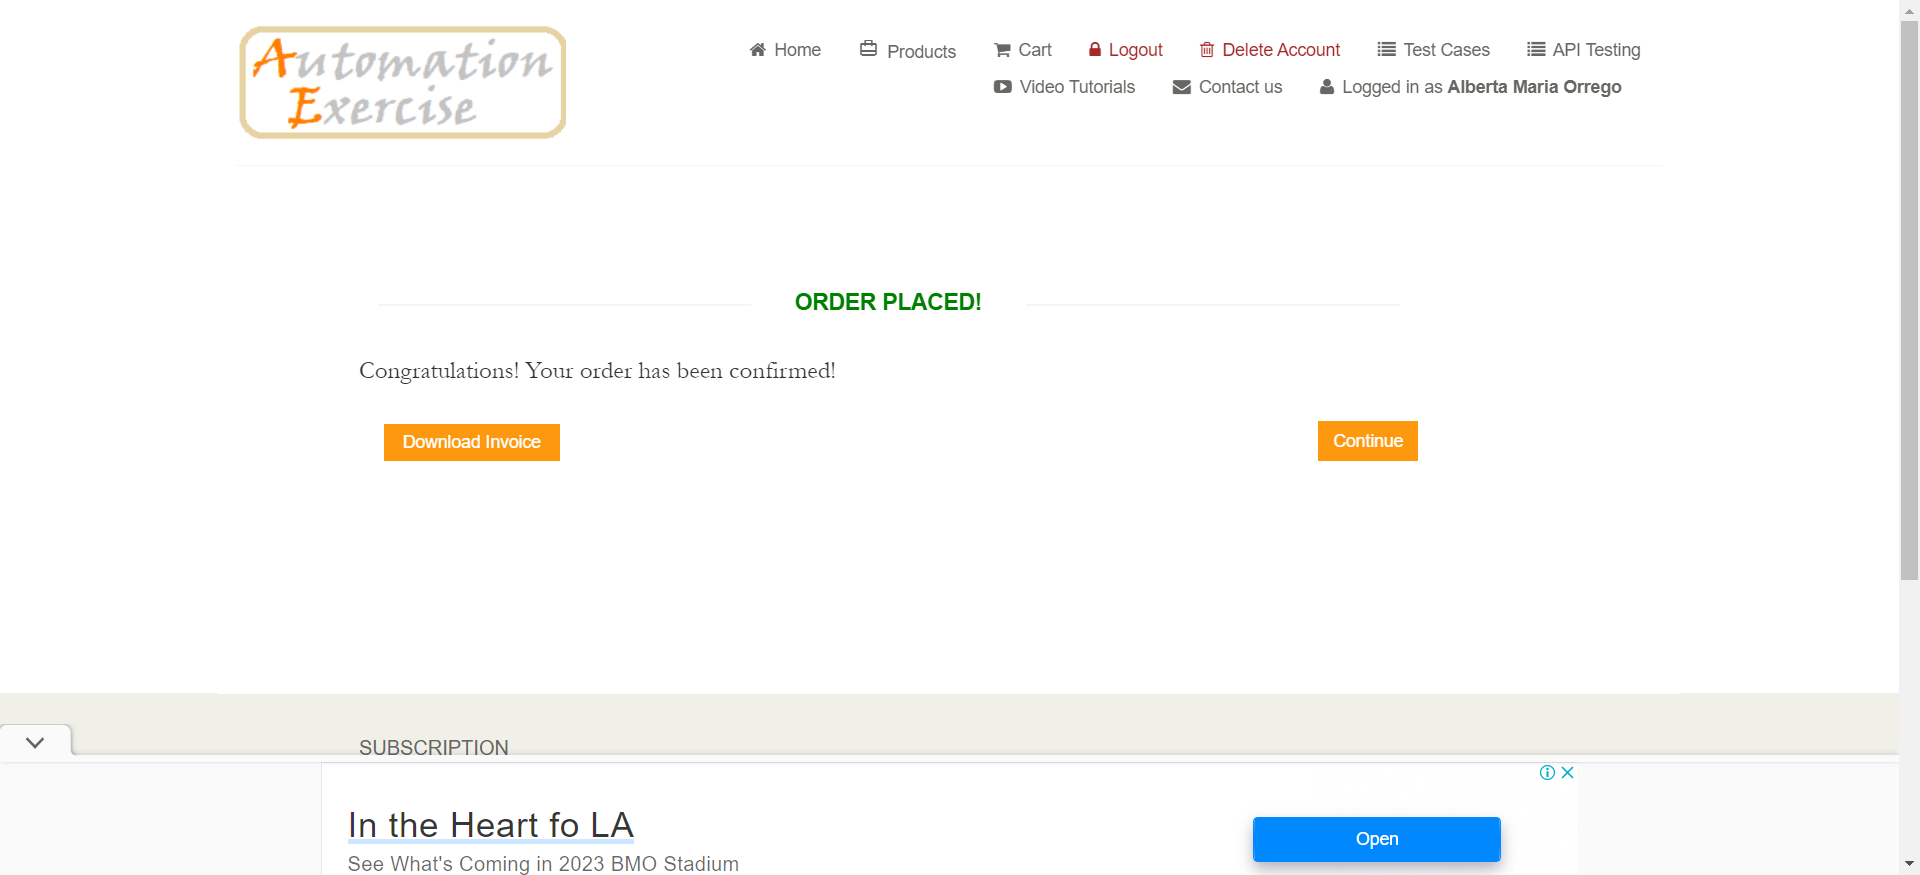 Automation
Exercise
Home Products Cart Logout Delete Account Test Cases API Testing
Video Tutorials Contact us Logged in as Alberta Maria Orrego
ORDER PLACED!
Congratulations! Your order has been confirmed!
Download Invoice Continue
SUBSCRIPTION
In the Heart fo LA
See What's Coming in 2023 BMO Stadium
Open